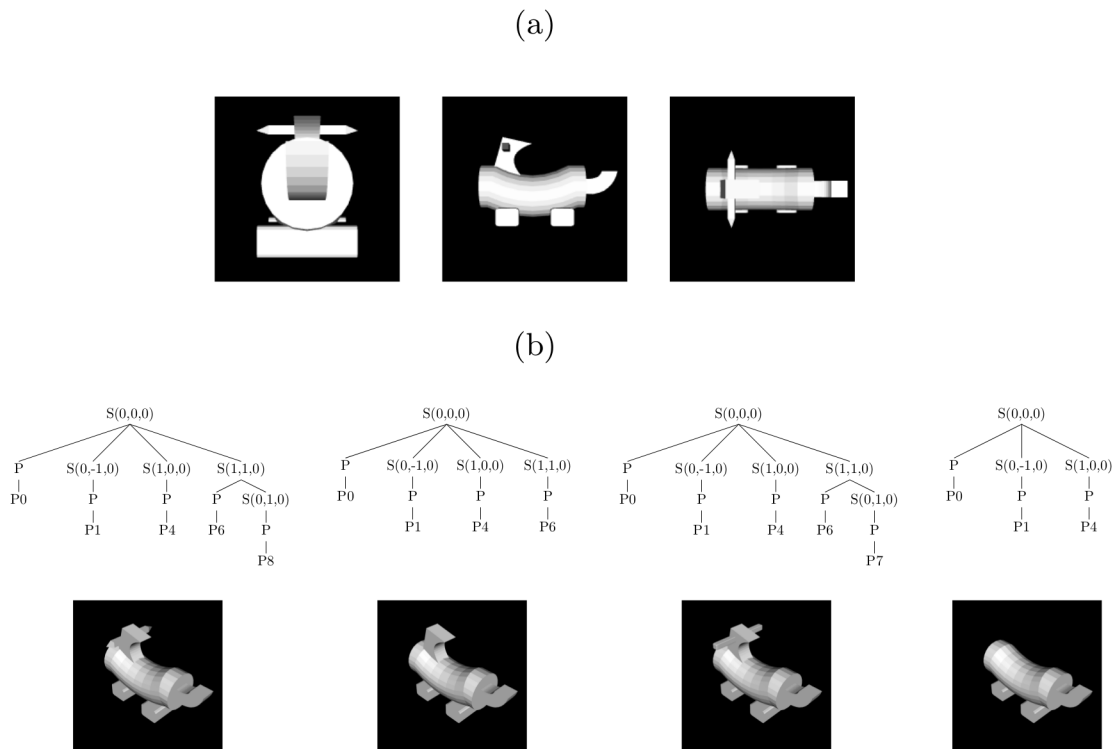 (a)
(b)
S(0,0,0) S(0,0,0) S(0,0,0) S(0,0,0)
P S(0,-1,0) S(1,0,0) S(1,1,0) P S(0,-1,0) S(1,0,0) S(1,1,0) P S(0,-1,0) S(1,0,0) S(1,1,0) P S(0,-1,0) S(1,0,0)
P0 P P P S(0,1,0) P0 P P P P0 P P P S(0,1,0) P0 P P
P1 P4 P6 P P1 P4 P6 P1 P4 P6 P P1 P4
P8 P7